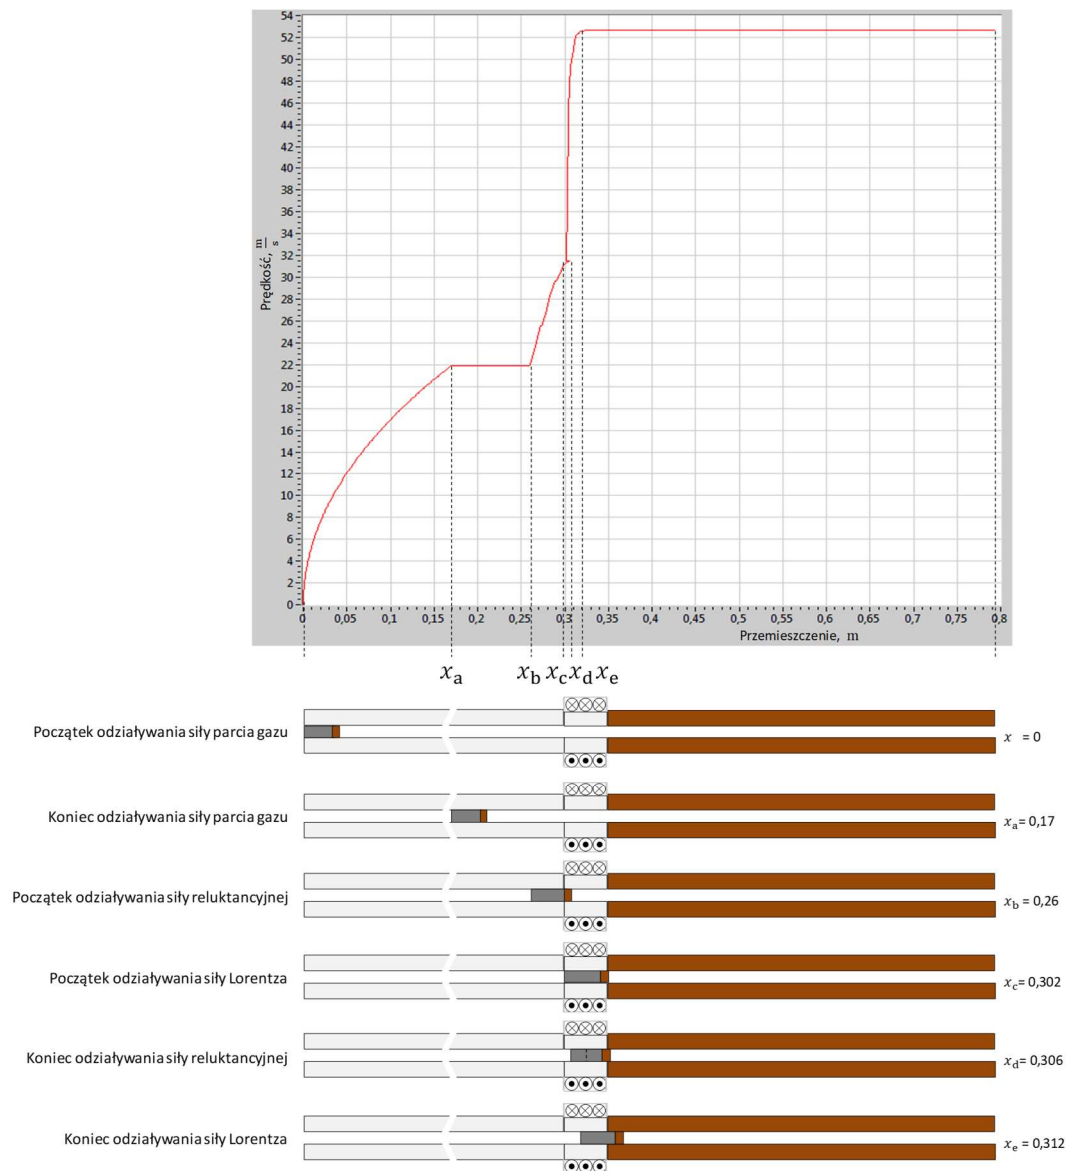 54
52
50
48
46
44
42
40
38
36
34
32
30
28
26
24
22
20
18
16
14
12
10
8
6
4
2
0
Prędkość, m/s
0 0,05 0,1 0,15 0,2 0,25 0,3 0,35 0,4 0,45 0,5 0,55 0,6 0,65 0,7 0,75 0,8
Przemieszczenie, m
xa xb xc xd xe
Początek odziaływania siły parcia gazu x = 0
Koniec odziaływania siły parcia gazu xa= 0,17
Początek odziaływania siły reluktancyjnej xb = 0,26
Początek odziaływania siły Lorentza xc= 0,302
Koniec odziaływania siły reluktancyjnej xd= 0,306
Koniec odziaływania siły Lorentza xe = 0,312